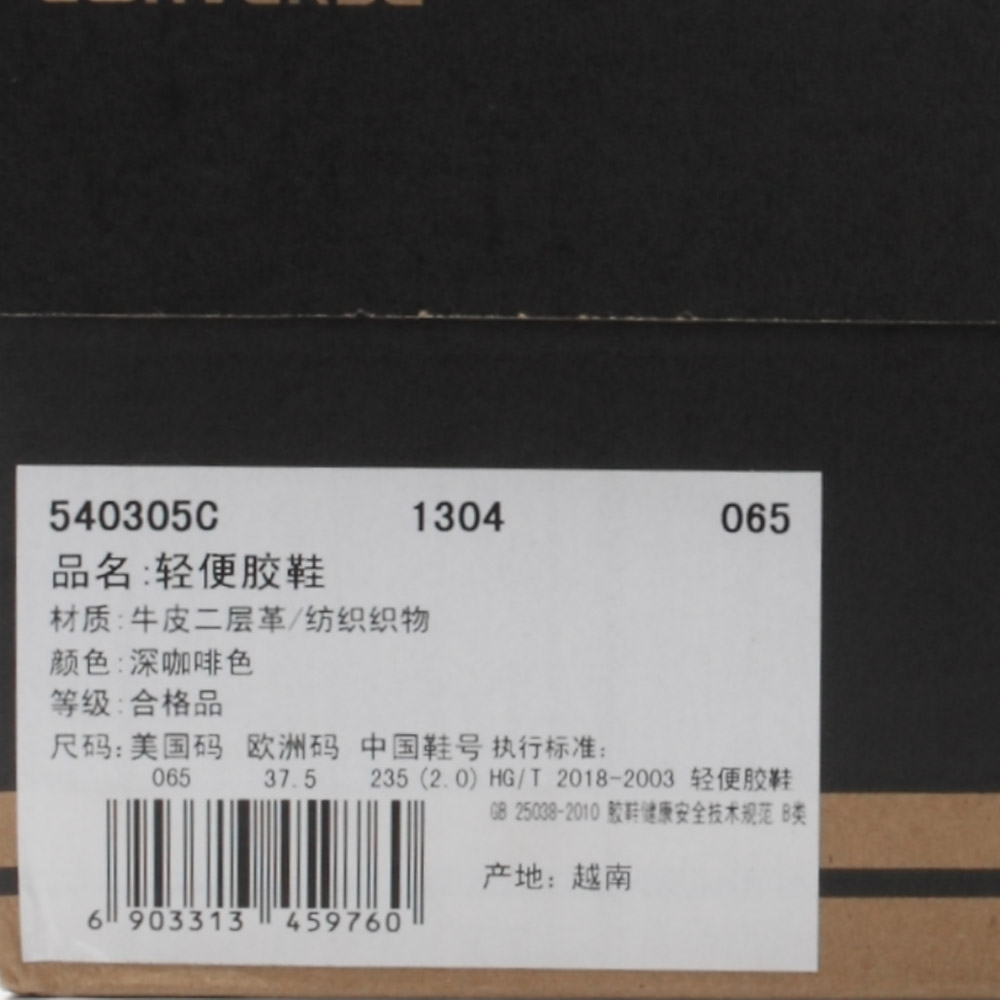 CONVERSE
540305C 1304 065
品名:轻便胶鞋
材质:牛皮二层革/纺织织物
颜色:深咖啡色
等级:合格品
尺码:美国码 欧洲码 中国鞋号 执行标准:
065 37.5 235 (2.0) HG/T 2018-2003 轻便胶鞋
GB 25038-2010 胶鞋健康安全技术规范 B类
产地: 越南
6 903313 459760